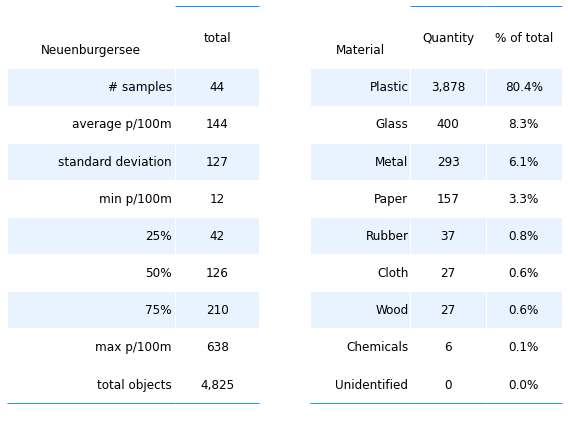 Neuenburgersee total
# samples 44
average p/100m 144
standard deviation 127
min p/100m 12
25% 42
50% 126
75% 210
max p/100m 638
total objects 4,825
Material Quantity % of total
Plastic 3,878 80.4%
Glass 400 8.3%
Metal 293 6.1%
Paper 157 3.3%
Rubber 37 0.8%
Cloth 27 0.6%
Wood 27 0.6%
Chemicals 6 0.1%
Unidentified 0 0.0%